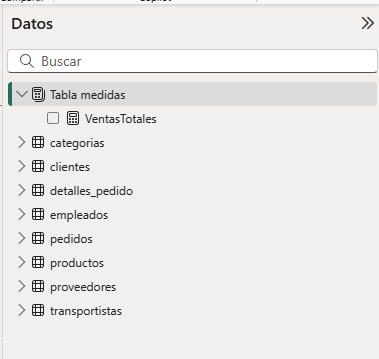 Datos
Buscar
Tabla medidas
VentasTotales
categorias
clientes
detalles_pedido
empleados
pedidos
productos
proveedores
transportistas